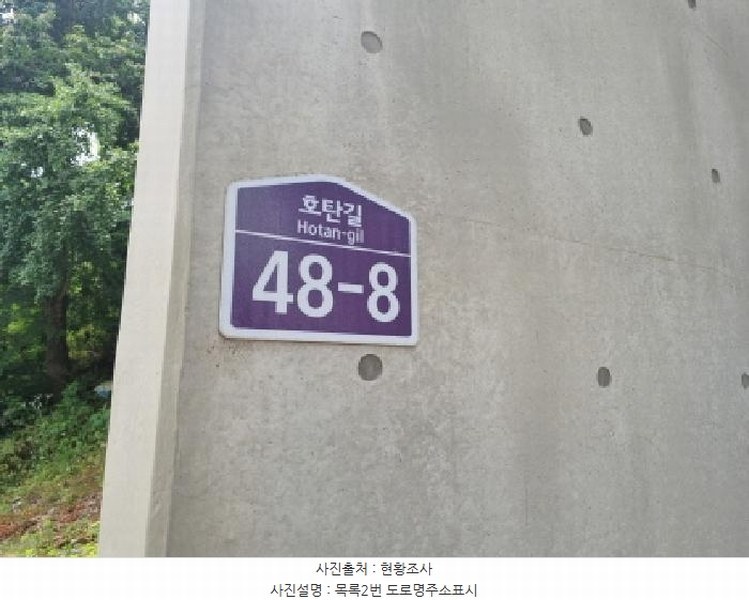 호탄길
Hotan-gil
48-8
사진출처 : 현황조사
사진설명 : 목록2번 도로명주소표시